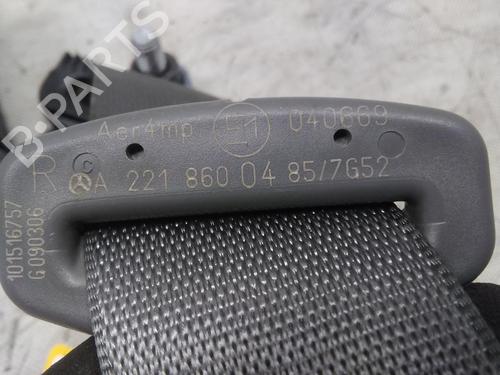 Aer4mp E1 040669
R © A 221 860 04 85/7G52
101516757
G090306
B-PARTS